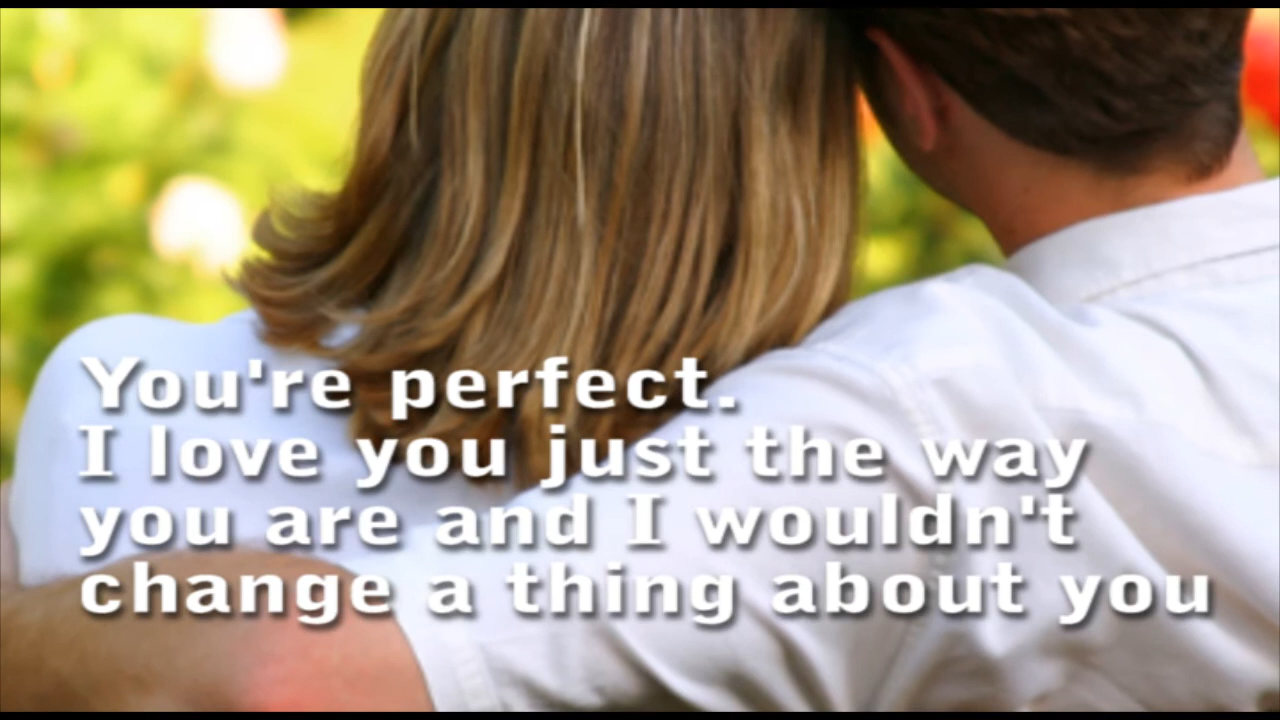 You're perfect.
I love you just the way
you are and I wouldn't
change a thing about you